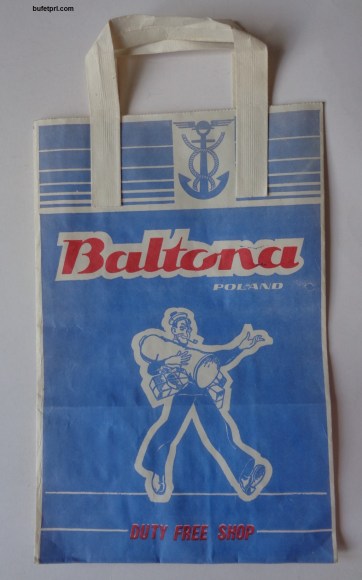 bufetprl.com
Baltona
POLAND
DUTY FREE SHOP